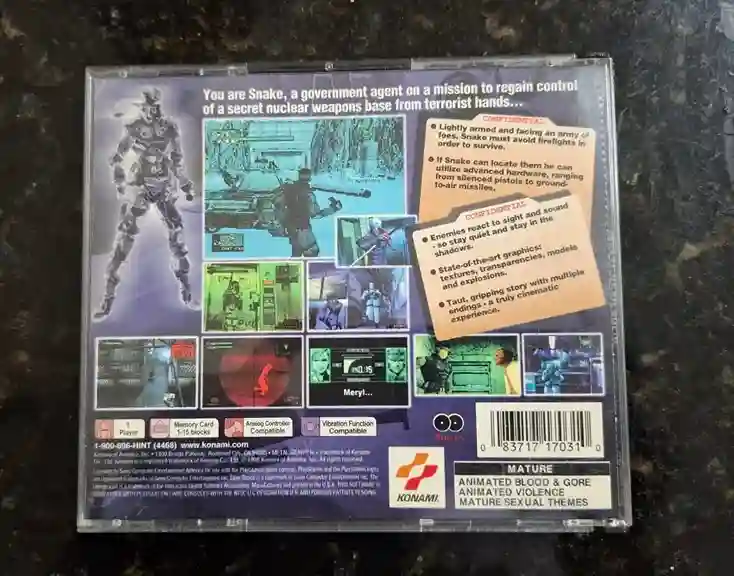 You are Snake, a government agent on a mission to regain control
of a secret nuclear weapons base from terrorist hands...
CONFIDENTIAL
• Lightly armed and facing an army of
foes, Snake must avoid firefights in
order to survive.
• If Snake can locate them he can
utilize advanced hardware, ranging
from silenced pistols to ground-
to-air missiles.
CONFIDENTIAL
• Enemies react to sight and sound
- so stay quiet and stay in the
shadows.
• State-of-the-art graphics:
textures, transparencies, models
and explosions.
• Taut, gripping story with multiple
endings - a truly cinematic
experience.
Meryl...
1
Player
Memory Card
1-15 blocks
Analog Controller
Compatible
Vibration Function
Compatible
1-900-896-HINT (4468) www.konami.com
0 83717 17031 0
KONAMI
MATURE
ANIMATED BLOOD & GORE
ANIMATED VIOLENCE
MATURE SEXUAL THEMES